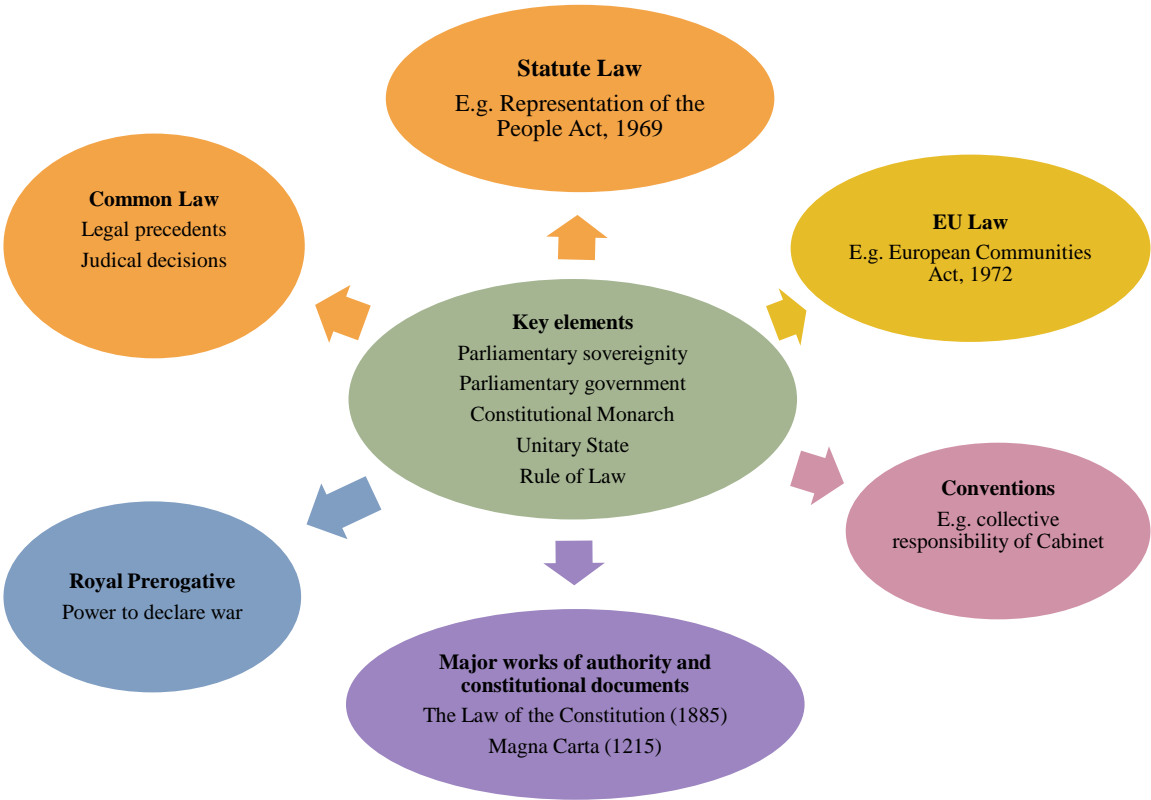 Statute Law
E.g. Representation of the
People Act, 1969
Common Law
Legal precedents
Judical decisions
EU Law
E.g. European Communities
Act, 1972
Key elements
Parliamentary sovereignity
Parliamentary government
Constitutional Monarch
Unitary State
Rule of Law
Conventions
E.g. collective
responsibility of Cabinet
Royal Prerogative
Power to declare war
Major works of authority and
constitutional documents
The Law of the Constitution (1885)
Magna Carta (1215)